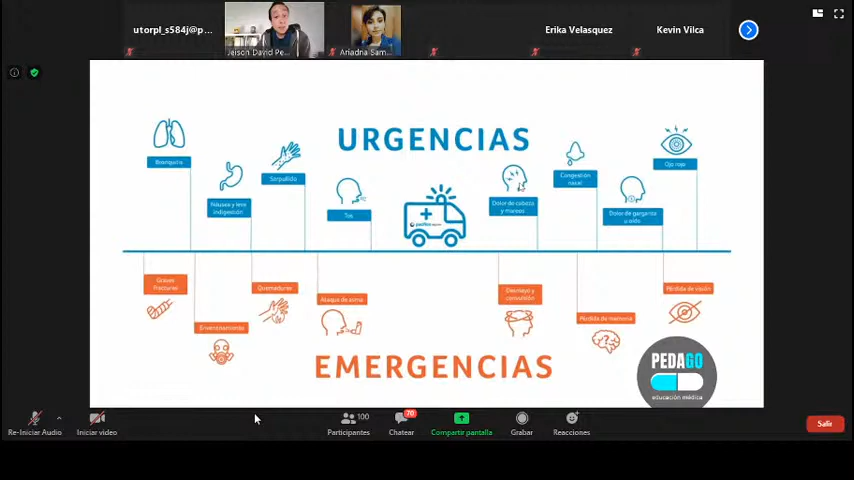 utorpl_s584j@p...
Erika Velasquez
Kevin Vilca
Jeison David Pe...
Ariadna Sam...
URGENCIAS
Bronquitis
Náusea y leve
indigestión
Sarpullido
Tos
Dolor de cabeza
y mareos
Congestión
nasal
Dolor de garganta
u oído
Ojo rojo
Graves
fracturas
Envenenamiento
Quemaduras
Ataque de asma
Desmayo y
convulsión
Pérdida de memoria
Pérdida de visión
EMERGENCIAS
PEDAGO
educación médica
Re-Iniciar Audio
Iniciar video
100
Participantes
70
Chatear
Compartir pantalla
Grabar
Reacciones
Salir